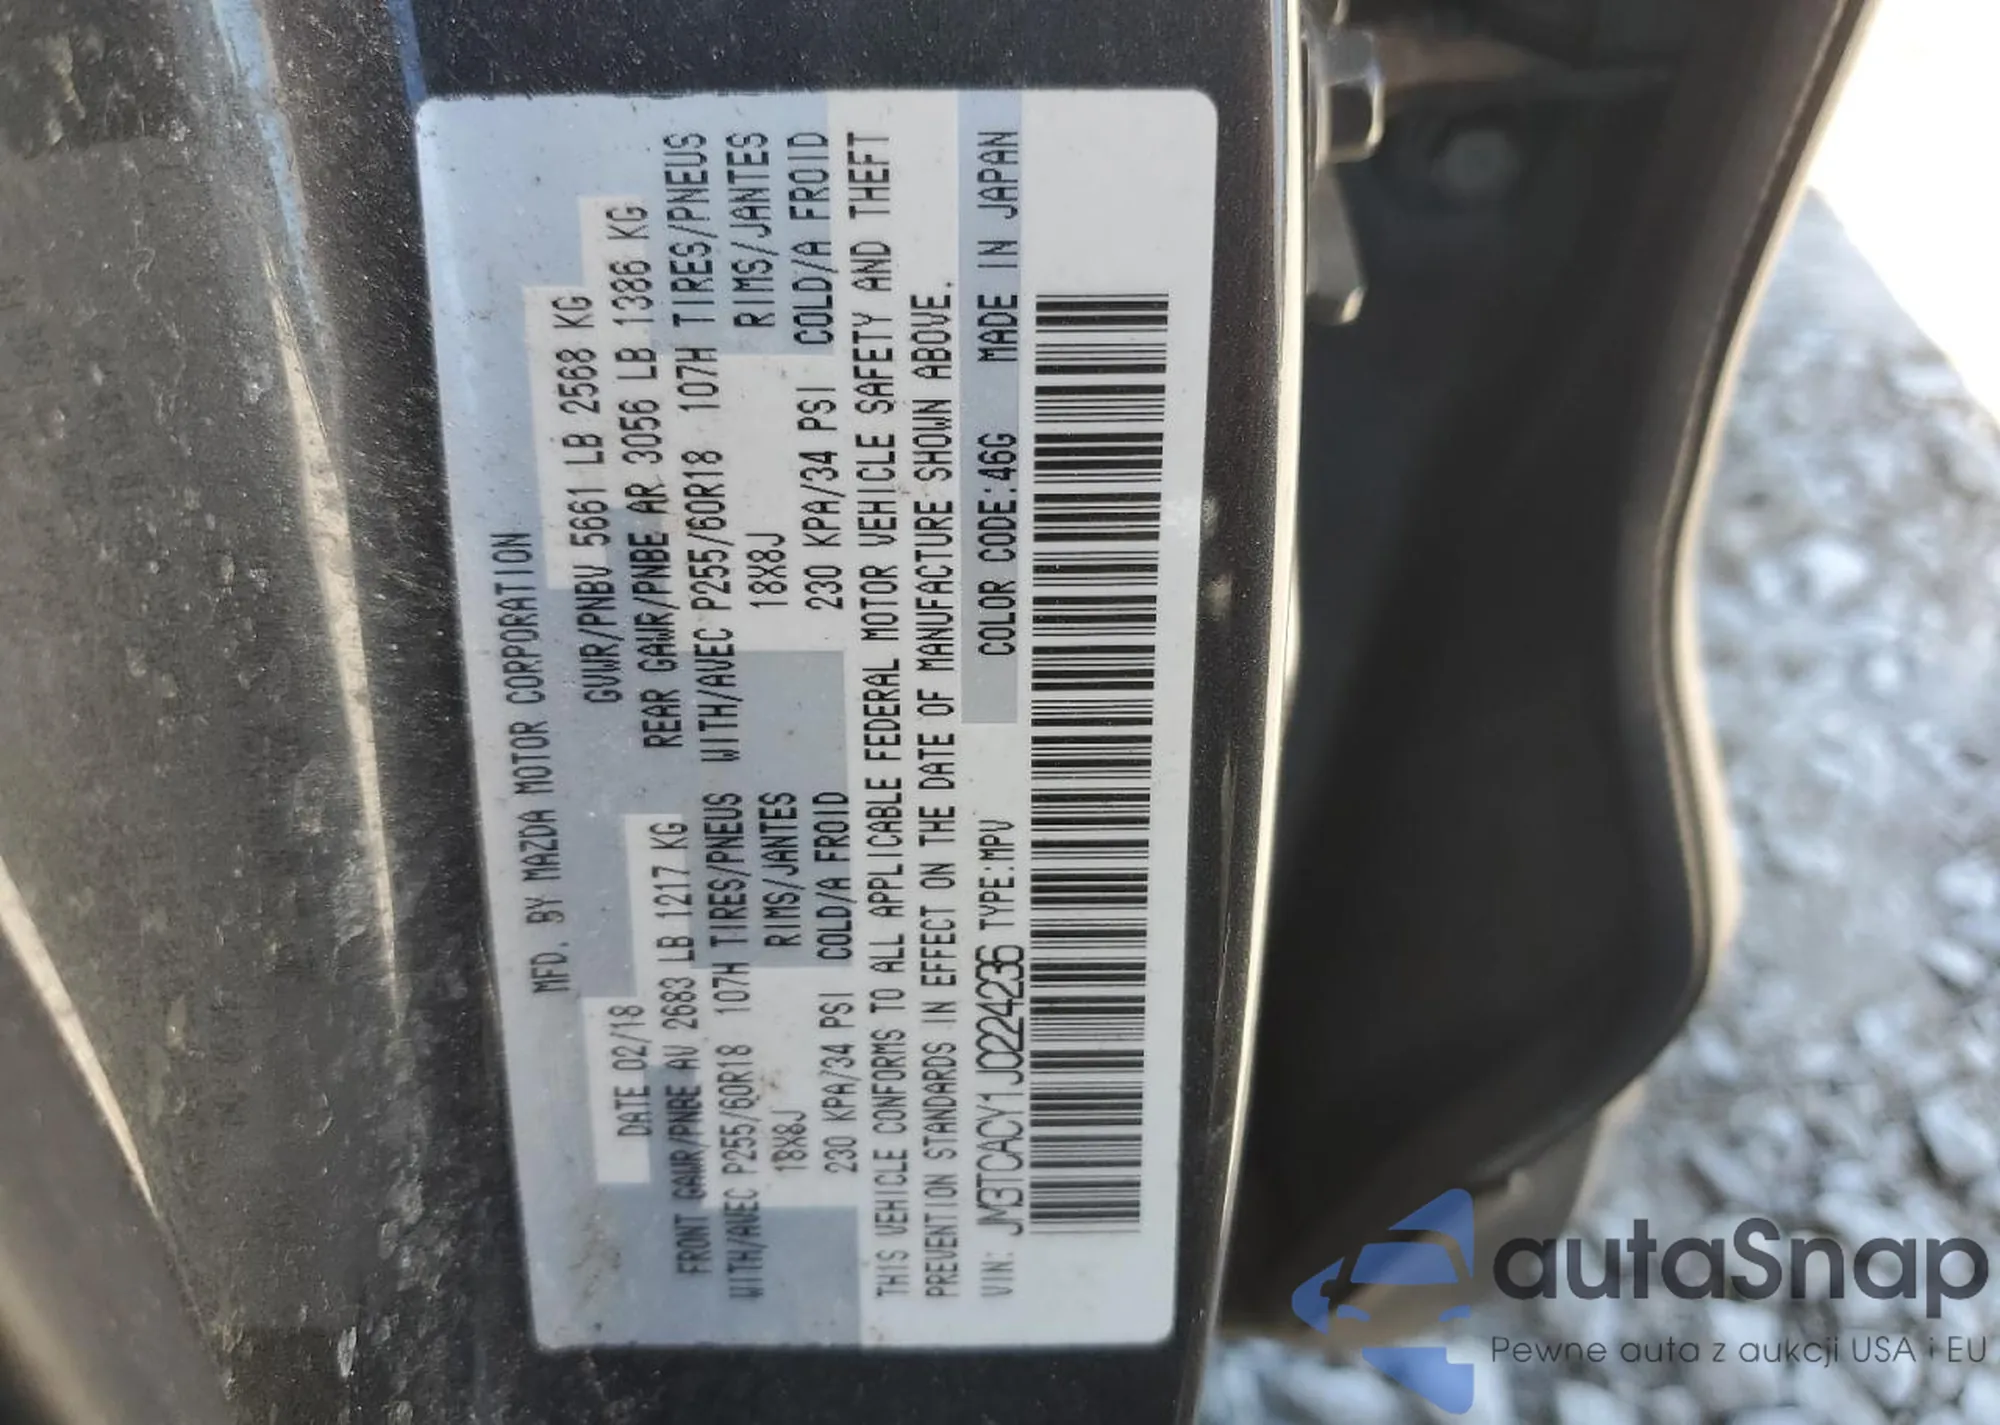 MFD. BY MAZDA MOTOR CORPORATION
DATE 02/18 GVWR/PNBV 5661 LB 2568 KG
FRONT GAWR/PNBE AV 2683 LB 1217 KG REAR GAWR/PNBE AR 3056 LB 1386 KG
WITH/AVEC P255/60R18 107H TIRES/PNEUS WITH/AVEC P255/60R18 107H TIRES/PNEUS
18X8J RIMS/JANTES 18X8J RIMS/JANTES
230 KPA/34 PSI COLD/A FROID 230 KPA/34 PSI COLD/A FROID
THIS VEHICLE CONFORMS TO ALL APPLICABLE FEDERAL MOTOR VEHICLE SAFETY AND THEFT
PREVENTION STANDARDS IN EFFECT ON THE DATE OF MANUFACTURE SHOWN ABOVE.
VIN: JM3TCACY1J0224236 TYPE:MPV COLOR CODE:46G MADE IN JAPAN
autaSnap
Pewne auta z aukcji USA i EU